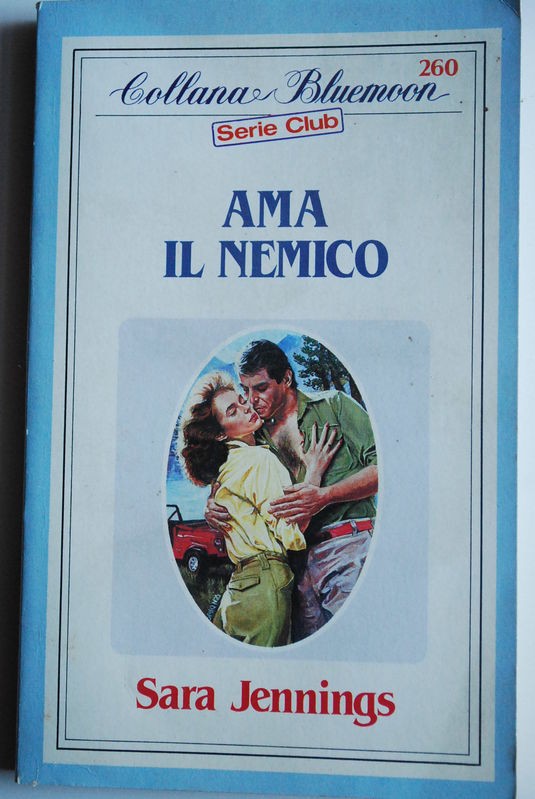 260
Collana Bluemoon
Serie Club
AMA
IL NEMICO
Sara Jennings